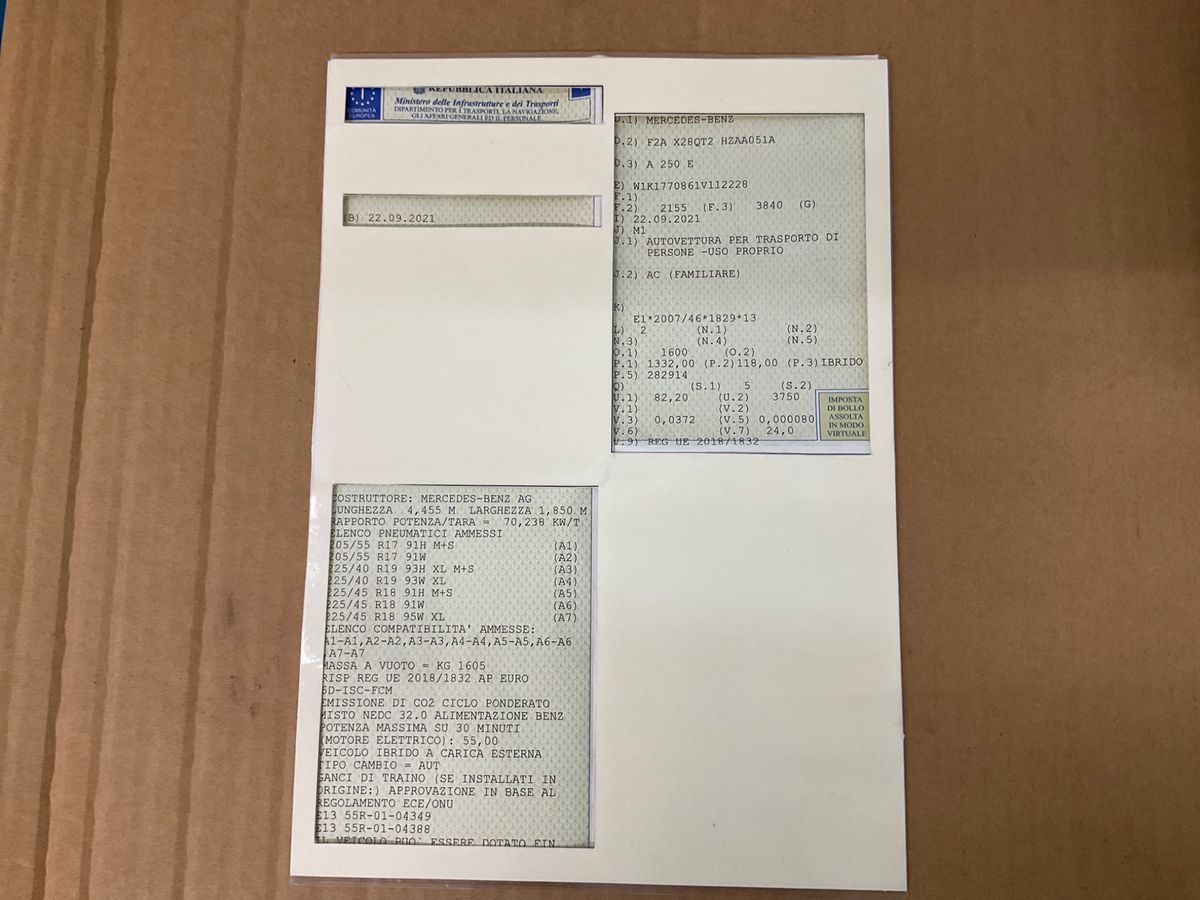 COMUNITÀ
EUROPEA
REPUBBLICA ITALIANA
Ministero delle Infrastrutture e dei Trasporti
DIPARTIMENTO PER I TRASPORTI, LA NAVIGAZIONE,
GLI AFFARI GENERALI ED IL PERSONALE
(B) 22.09.2021
D.1) MERCEDES-BENZ
D.2) F2A X28QT2 HZAA051A
D.3) A 250 E
E) W1K1770861V112228
F.1)
F.2) 2155 (F.3) 3840 (G)
I) 22.09.2021
J) M1
J.1) AUTOVETTURA PER TRASPORTO DI
PERSONE -USO PROPRIO
J.2) AC (FAMILIARE)
K)
E1*2007/46*1829*13
L) 2 (N.1) (N.2)
N.3) (N.4) (N.5)
O.1) 1600 (O.2)
P.1) 1332,00 (P.2)118,00 (P.3)IBRIDO
P.5) 282914
Q) (S.1) 5 (S.2)
U.1) 82,20 (U.2) 3750
V.1) (V.2)
V.3) 0,0372 (V.5) 0,000080
V.6) (V.7) 24,0
V.9) REG UE 2018/1832
IMPOSTA
DI BOLLO
ASSOLTA
IN MODO
VIRTUALE
COSTRUTTORE: MERCEDES-BENZ AG
LUNGHEZZA 4,455 M LARGHEZZA 1,850 M
RAPPORTO POTENZA/TARA = 70,238 KW/T
ELENCO PNEUMATICI AMMESSI
205/55 R17 91H M+S (A1)
205/55 R17 91W (A2)
225/40 R19 93H XL M+S (A3)
225/40 R19 93W XL (A4)
225/45 R18 91H M+S (A5)
225/45 R18 91W (A6)
225/45 R18 95W XL (A7)
ELENCO COMPATIBILITA' AMMESSE:
A1-A1,A2-A2,A3-A3,A4-A4,A5-A5,A6-A6
,A7-A7
MASSA A VUOTO = KG 1605
RISP REG UE 2018/1832 AP EURO
6D-ISC-FCM
EMISSIONE DI CO2 CICLO PONDERATO
MISTO NEDC 32.0 ALIMENTAZIONE BENZ
POTENZA MASSIMA SU 30 MINUTI
(MOTORE ELETTRICO): 55,00
VEICOLO IBRIDO A CARICA ESTERNA
TIPO CAMBIO = AUT
GANCI DI TRAINO (SE INSTALLATI IN
ORIGINE:) APPROVAZIONE IN BASE AL
REGOLAMENTO ECE/ONU
E13 55R-01-04349
E13 55R-01-04388
IL VEICOLO PUO` ESSERE DOTATO FIN